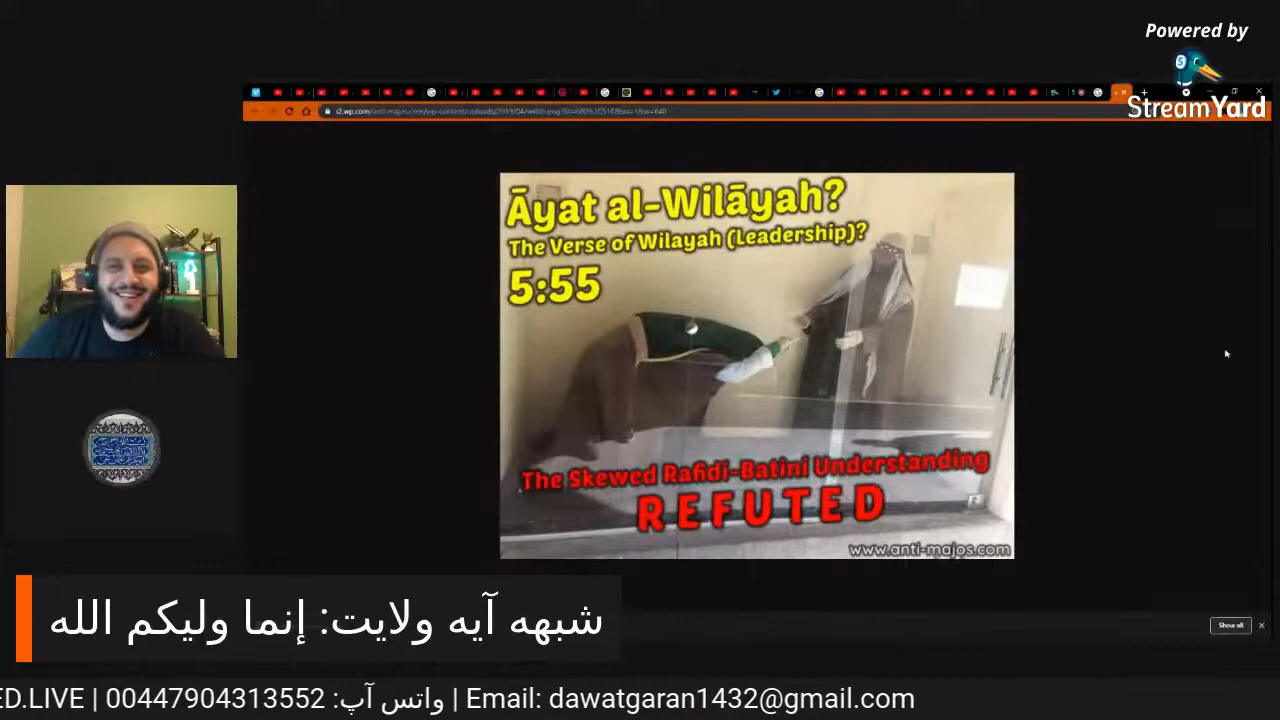 Powered by
StreamYard
Āyat al-Wilāyah?
The Verse of Wilayah (Leadership)?
5:55
The Skewed Rafidi-Batini Understanding
REFUTED
www.anti-majos.com
Show all
شبهه آیه ولایت: إنما وليكم الله
ED.LIVE | 00447904313552 :واتس آپ | Email: dawatgaran1432@gmail.com